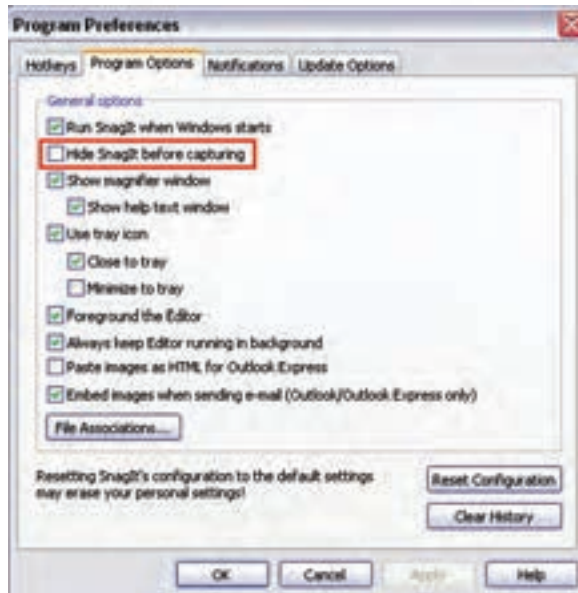 Program Preferences
Hotkeys Program Options Notifications Update Options
General options
Run SnagIt when Windows starts
Hide SnagIt before capturing
Show magnifier window
Show help text window
Use tray icon
Close to tray
Minimize to tray
Foreground the Editor
Always keep Editor running in background
Paste images as HTML for Outlook Express
Embed images when sending e-mail (Outlook/Outlook Express only)
File Associations...
Resetting SnagIt's configuration to the default settings
may erase your personal settings!
Reset Configuration
Clear History
OK Cancel Apply Help